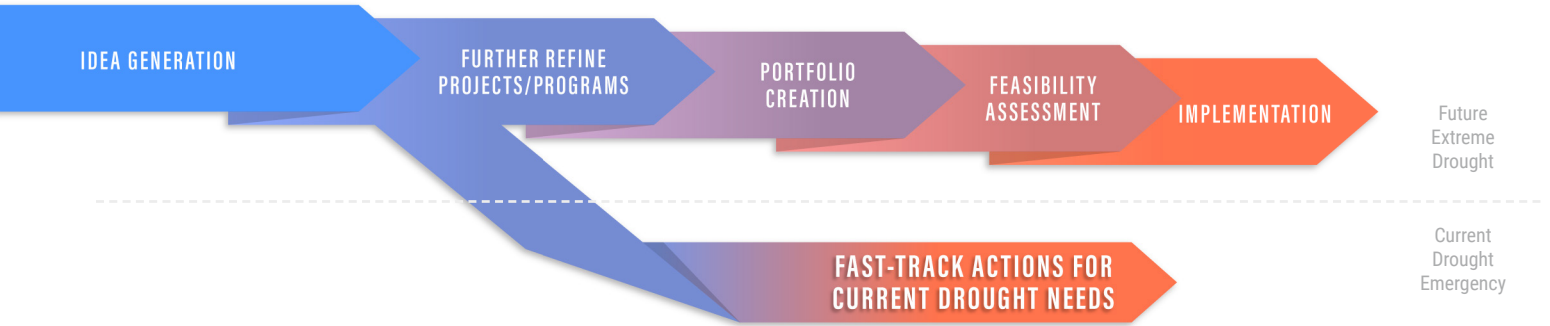 IDEA GENERATION
FURTHER REFINE
PROJECTS/PROGRAMS
PORTFOLIO
CREATION
FEASIBILITY
ASSESSMENT
IMPLEMENTATION
Future
Extreme
Drought
Current
Drought
Emergency
FAST-TRACK ACTIONS FOR
CURRENT DROUGHT NEEDS